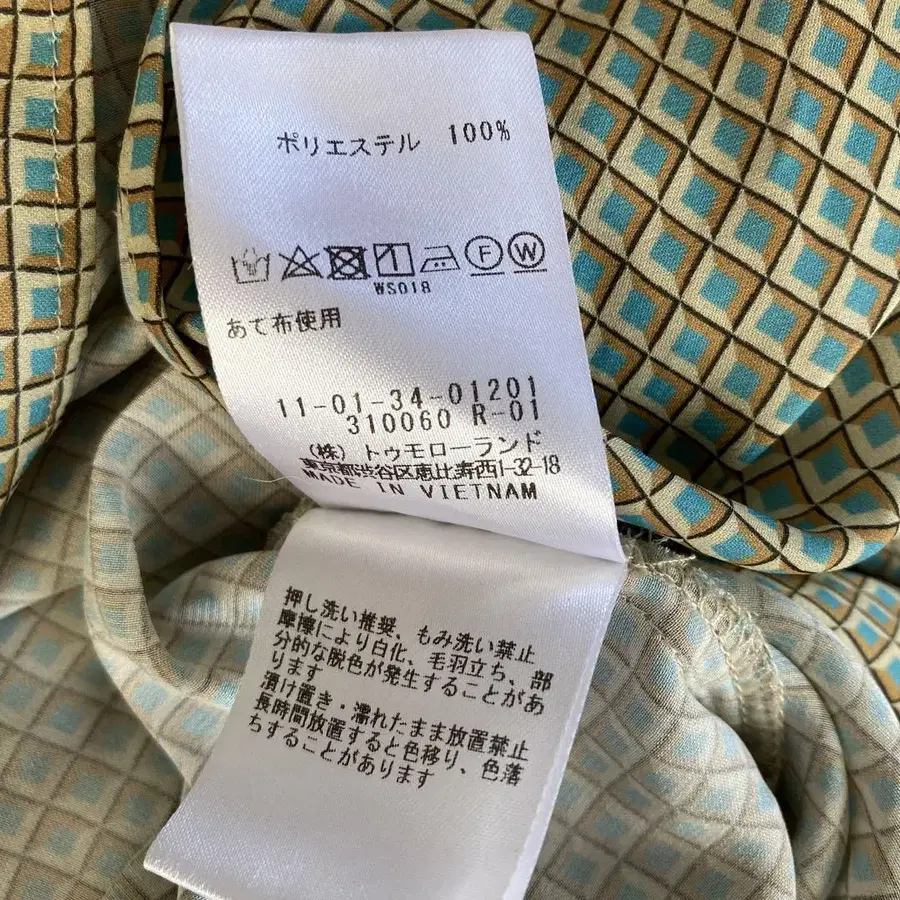 ポリエステル 100%
F W
WS018
あて布使用
11-01-34-01201
310060 R-01
(株) トゥモローランド
東京都渋谷区恵比寿西1-32-18
MADE IN VIETNAM
押し洗い推奨、もみ洗い禁止
摩擦により白化、毛羽立ち、部
分的な脱色が発生することがあ
ります
漬け置き・濡れたまま放置禁止
長時間放置すると色移り、色落
ちすることがあります